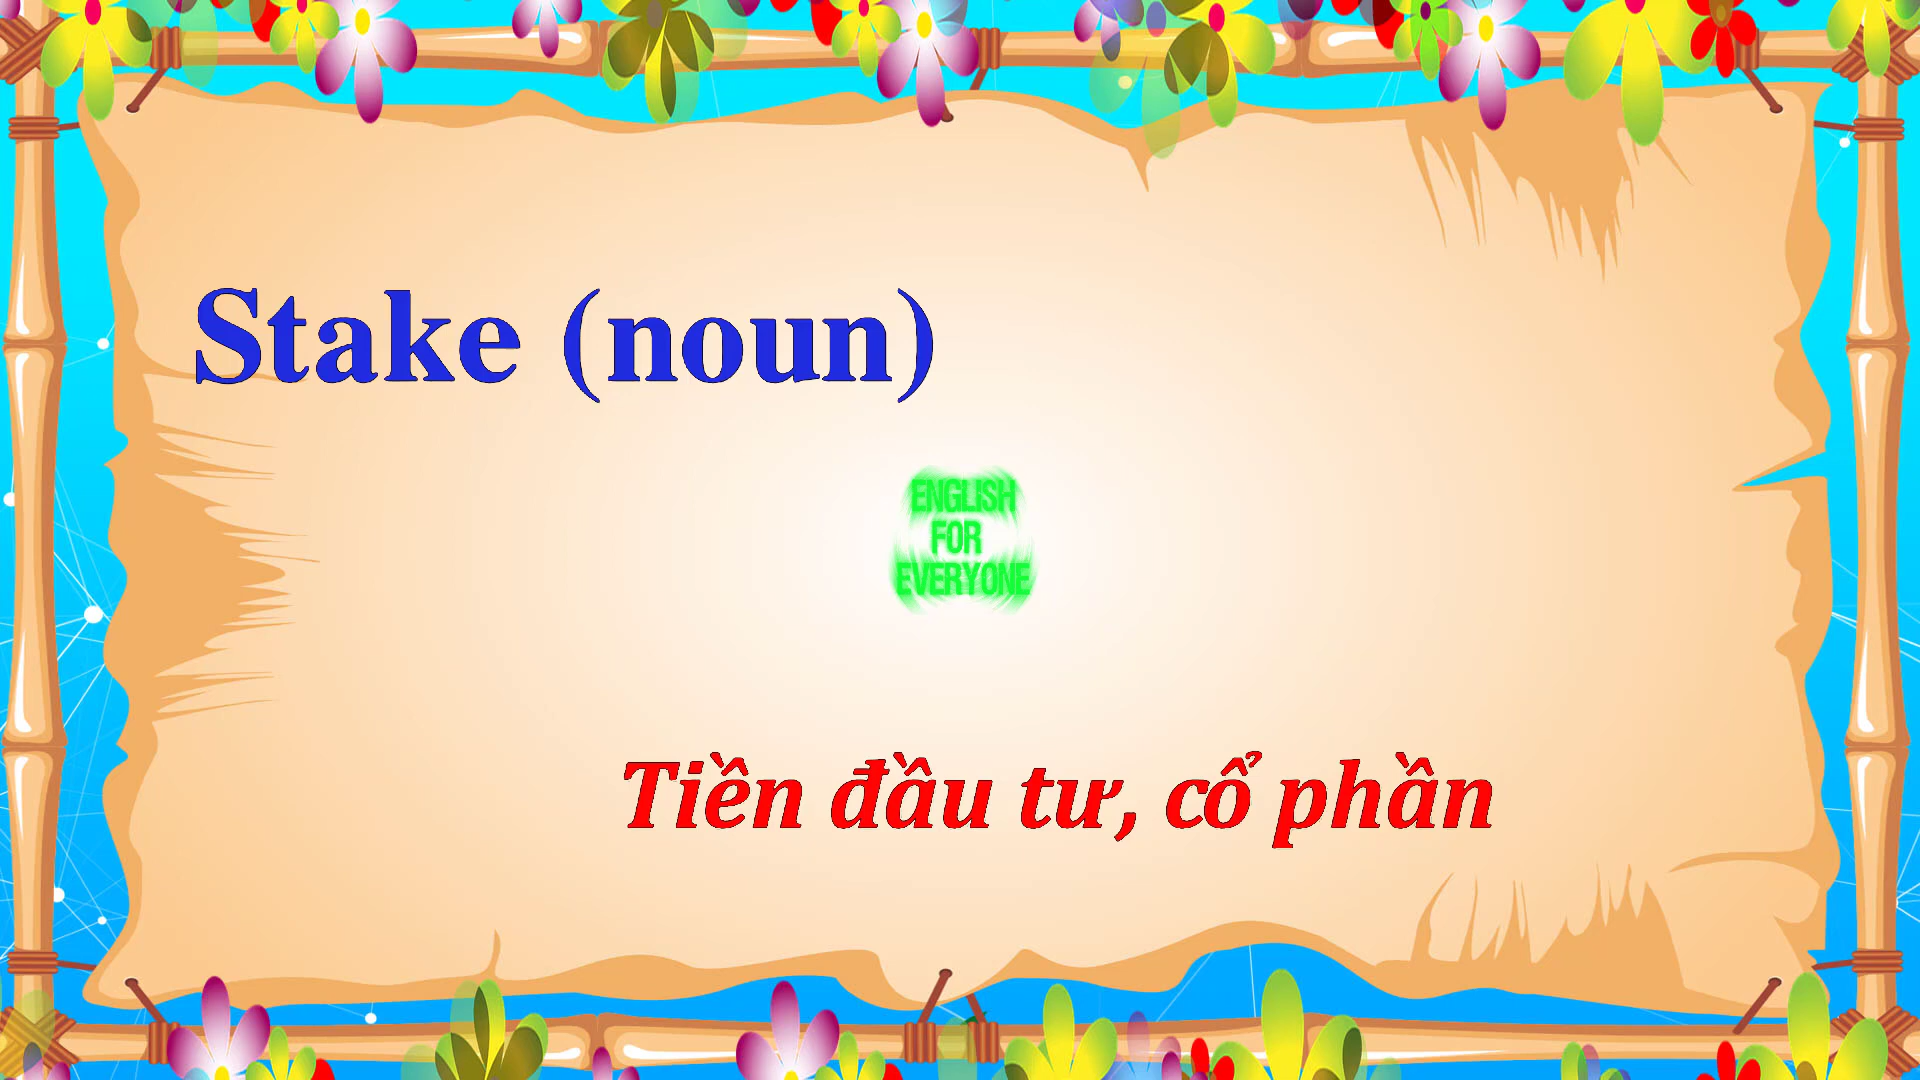 Stake (noun)
ENGLISH
FOR
EVERYONE
Tiền đầu tư, cổ phần